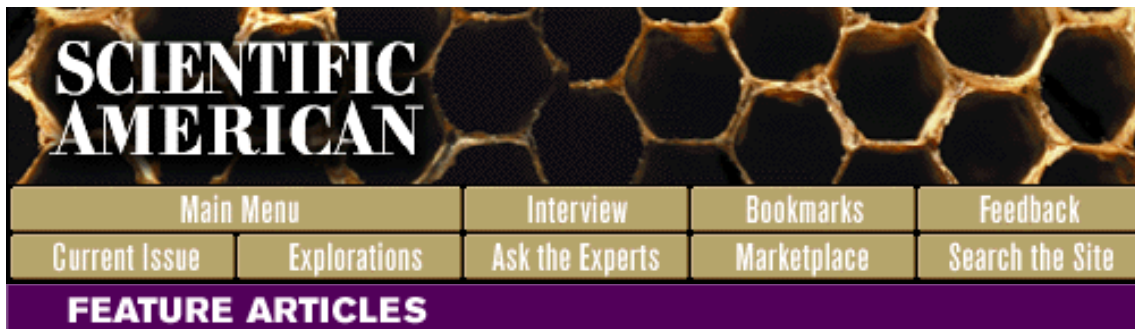 SCIENTIFIC
AMERICAN
Main Menu Interview Bookmarks Feedback
Current Issue Explorations Ask the Experts Marketplace Search the Site
FEATURE ARTICLES